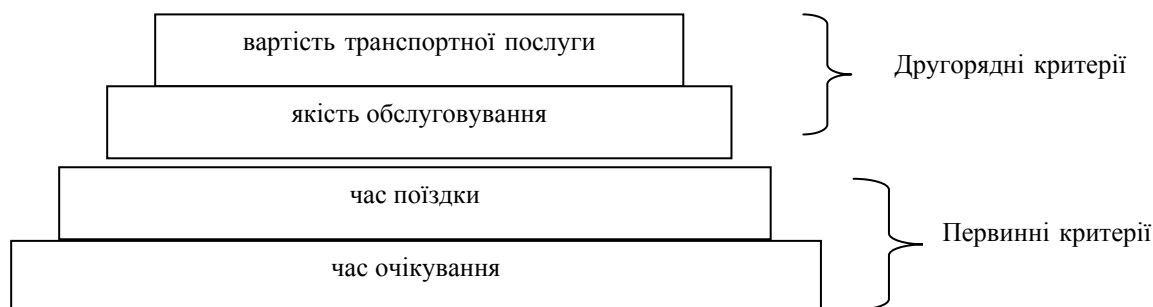 вартість транспортної послуги
Другорядні критерії
якість обслуговування
час поїздки
Первинні критерії
час очікування